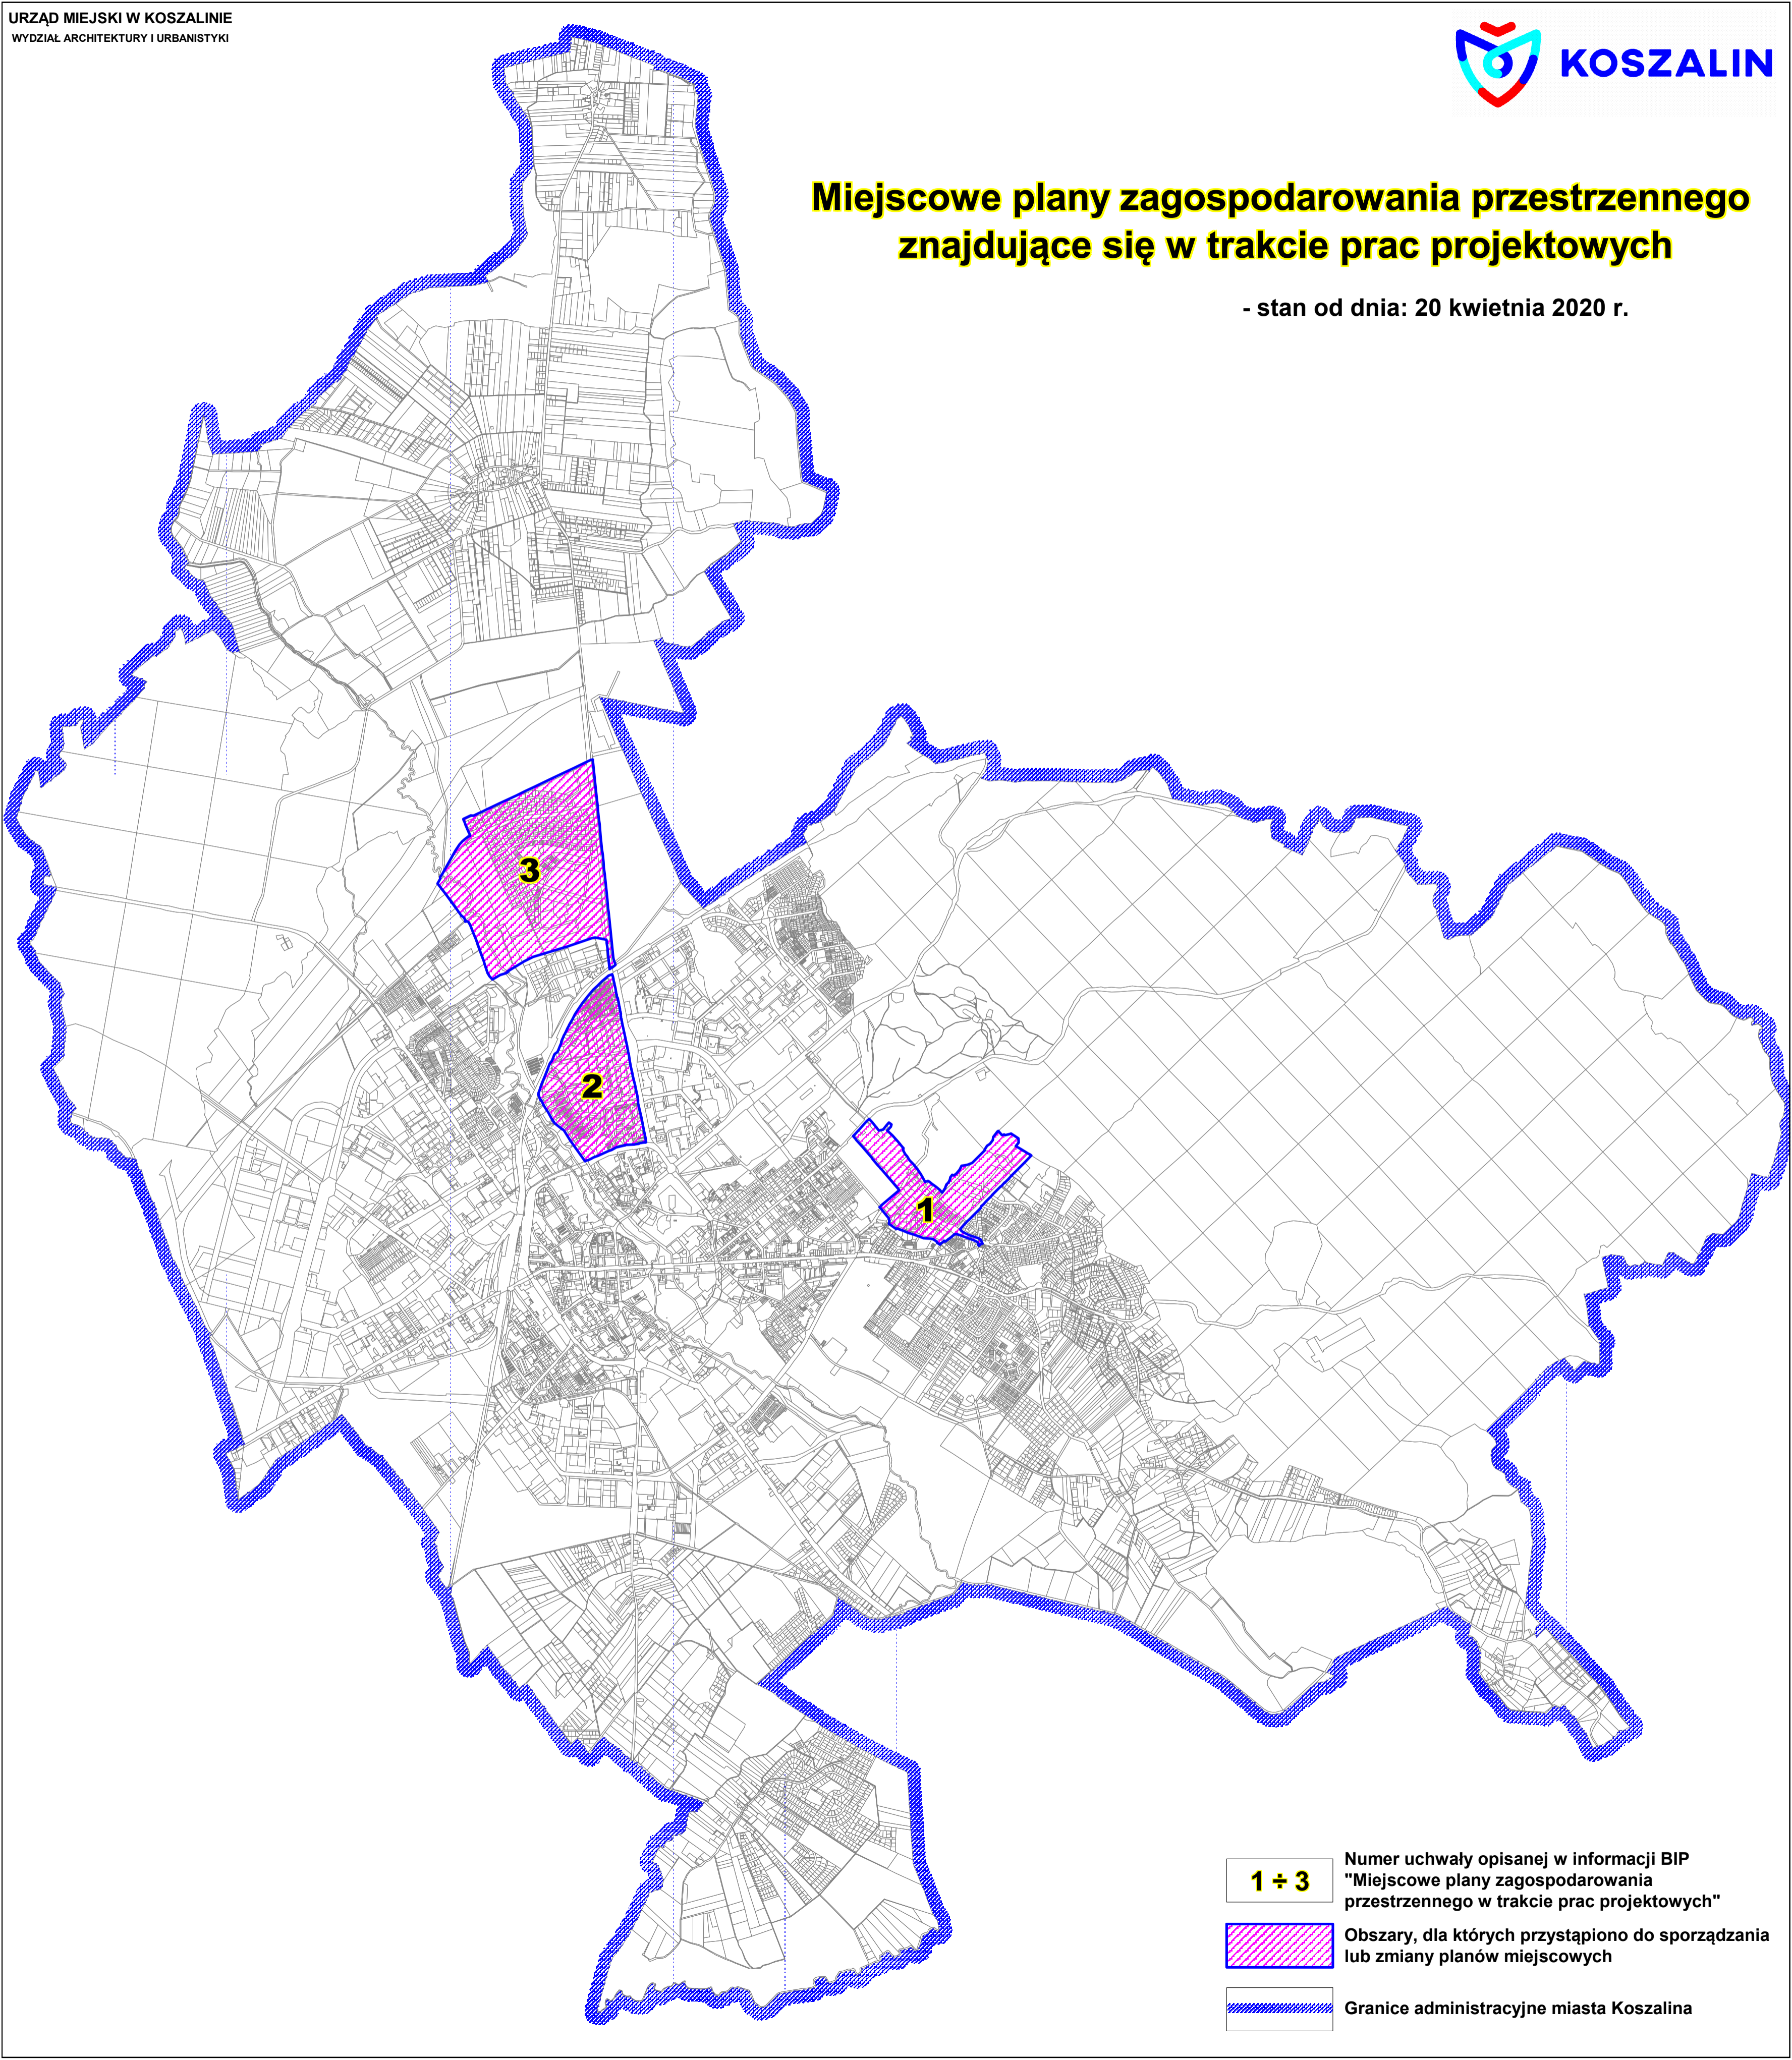 URZĄD MIEJSKI W KOSZALINIE
WYDZIAŁ ARCHITEKTURY I URBANISTYKI
KOSZALIN
Miejscowe plany zagospodarowania przestrzennego
znajdujące się w trakcie prac projektowych
- stan od dnia: 20 kwietnia 2020 r.
3
2
1
1 ÷ 3
Numer uchwały opisanej w informacji BIP
"Miejscowe plany zagospodarowania
przestrzennego w trakcie prac projektowych"
Obszary, dla których przystąpiono do sporządzania
lub zmiany planów miejscowych
Granice administracyjne miasta Koszalina